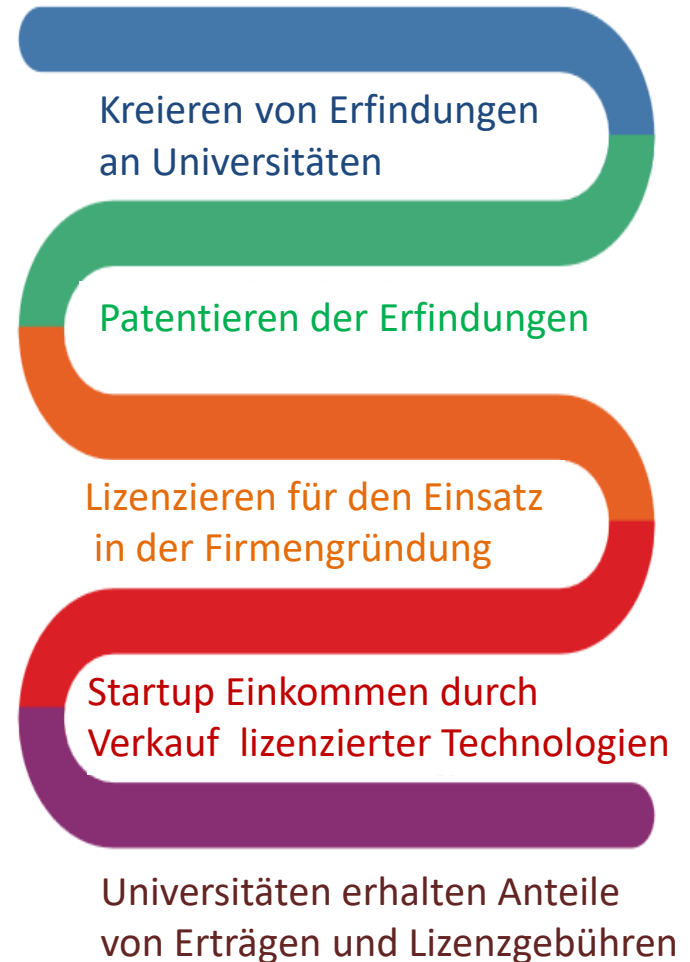 Kreieren von Erfindungen
an Universitäten
Patentieren der Erfindungen
Lizenzieren für den Einsatz
in der Firmengründung
Startup Einkommen durch
Verkauf lizenzierter Technologien
Universitäten erhalten Anteile
von Erträgen und Lizenzgebühren